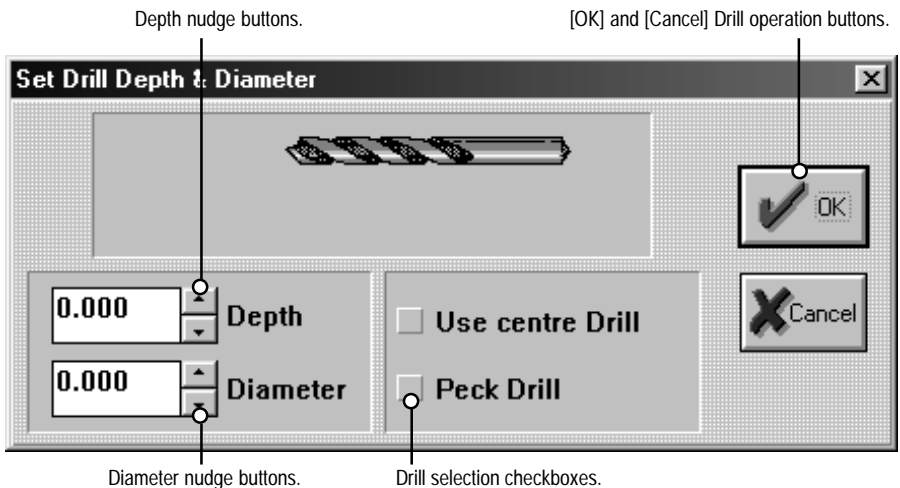 Depth nudge buttons.
[OK] and [Cancel] Drill operation buttons.
Set Drill Depth & Diameter
OK
0.000
Depth
Use centre Drill
Cancel
0.000
Diameter
Peck Drill
Diameter nudge buttons.
Drill selection checkboxes.